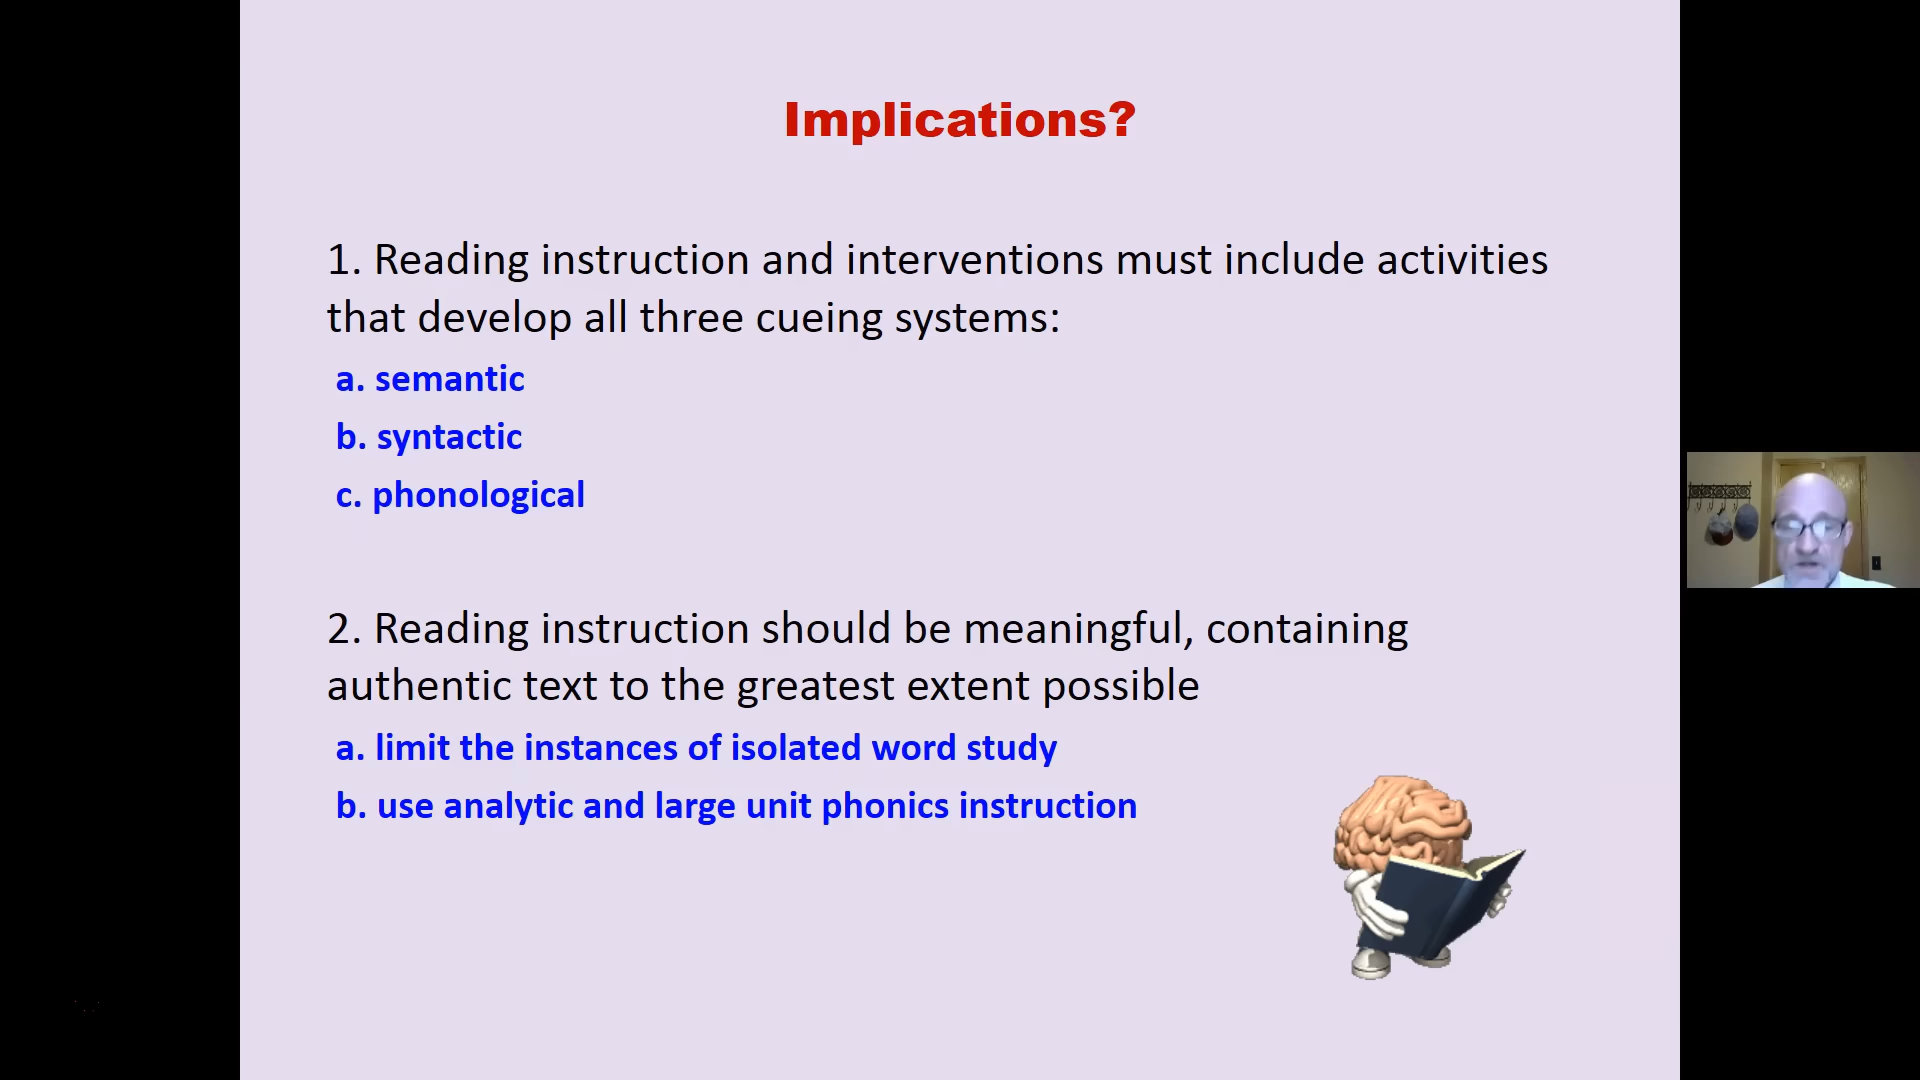 Implications?
1. Reading instruction and interventions must include activities
that develop all three cueing systems:
a. semantic
b. syntactic
c. phonological
2. Reading instruction should be meaningful, containing
authentic text to the greatest extent possible
a. limit the instances of isolated word study
b. use analytic and large unit phonics instruction